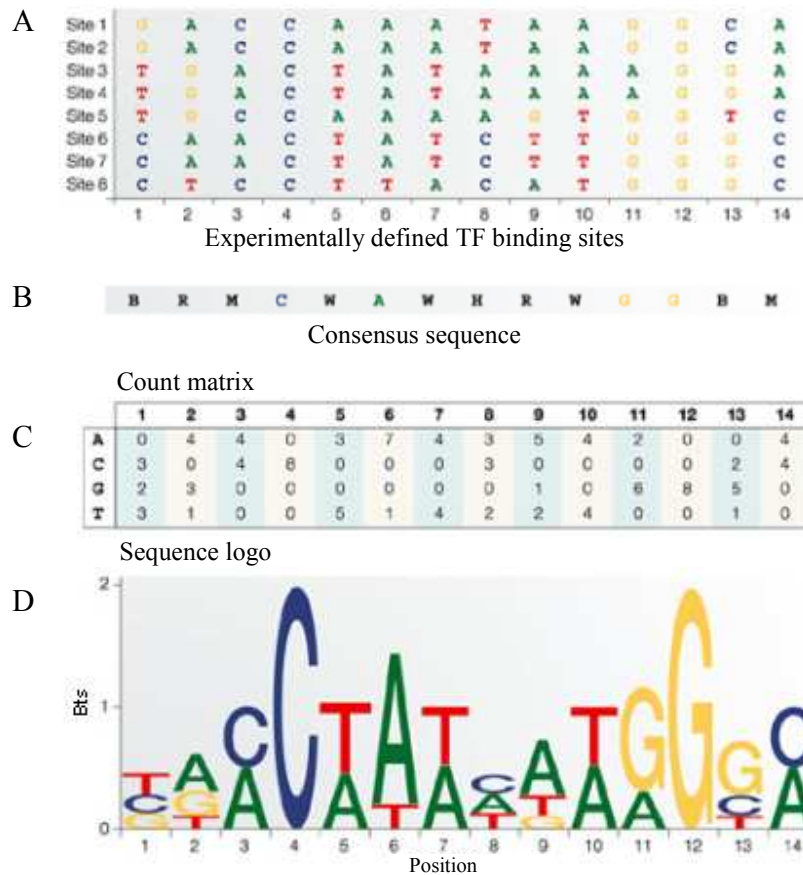 A
Site 1 G A C C A A A T A A G G C A
Site 2 G A C C A A A T A A G G C A
Site 3 T G A C T A T A A A A G G A
Site 4 T G A C T A T A A A A G G A
Site 5 T G C C A A A A G T G G T C
Site 6 C A A C T A T C T T G G G C
Site 7 C A A C T A T C T T G G G C
Site 8 C T C C T T A C A T G G G C
1 2 3 4 5 6 7 8 9 10 11 12 13 14
Experimentally defined TF binding sites
B
B R M C W A W H R W G G B M
Consensus sequence
Count matrix
1 2 3 4 5 6 7 8 9 10 11 12 13 14
C
A 0 4 4 0 3 7 4 3 5 4 2 0 0 4
C 3 0 4 8 0 0 0 3 0 0 0 0 2 4
G 2 3 0 0 0 0 0 0 1 0 6 8 5 0
T 3 1 0 0 5 1 4 2 2 4 0 0 1 0
Sequence logo
D
2
1
0
Bts
T C G
A G T
C A
C
T A
A T
T A
C A T
A T G
T A
G A
G
G C T
C A
1 2 3 4 5 6 7 8 9 10 11 12 13 14
Position